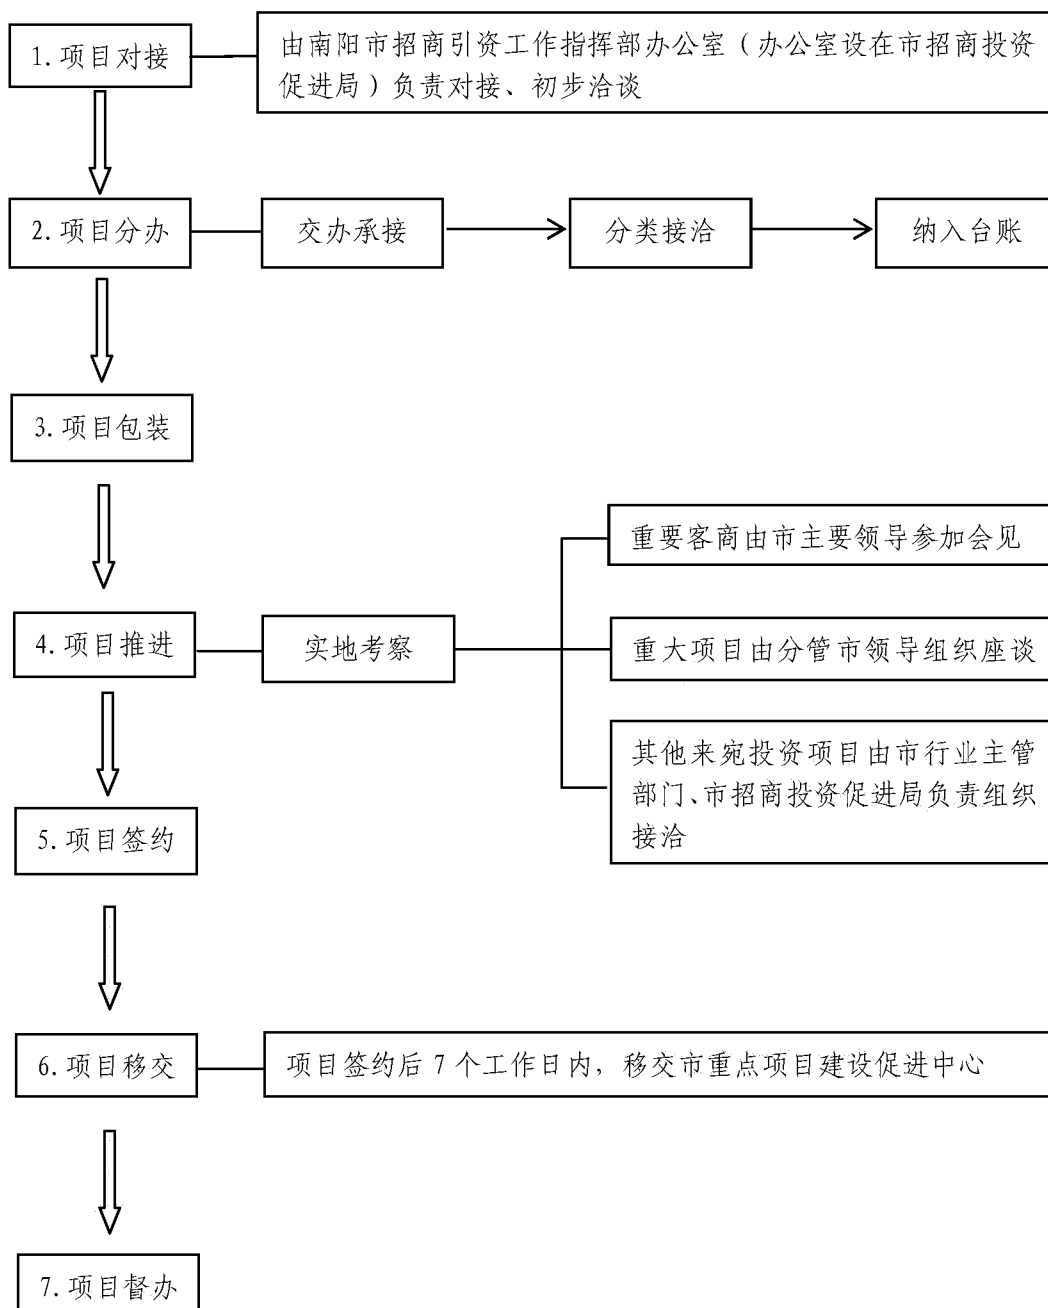 1.项目对接
由南阳市招商引资工作指挥部办公室（办公室设在市招商投资
促进局）负责对接、初步洽谈
2.项目分办
交办承接
分类接洽
纳入台账
3.项目包装
重要客商由市主要领导参加会见
4.项目推进
实地考察
重大项目由分管市领导组织座谈
其他来宛投资项目由市行业主管
部门、市招商投资促进局负责组织
接洽
5.项目签约
6.项目移交
项目签约后7个工作日内，移交市重点项目建设促进中心
7.项目督办